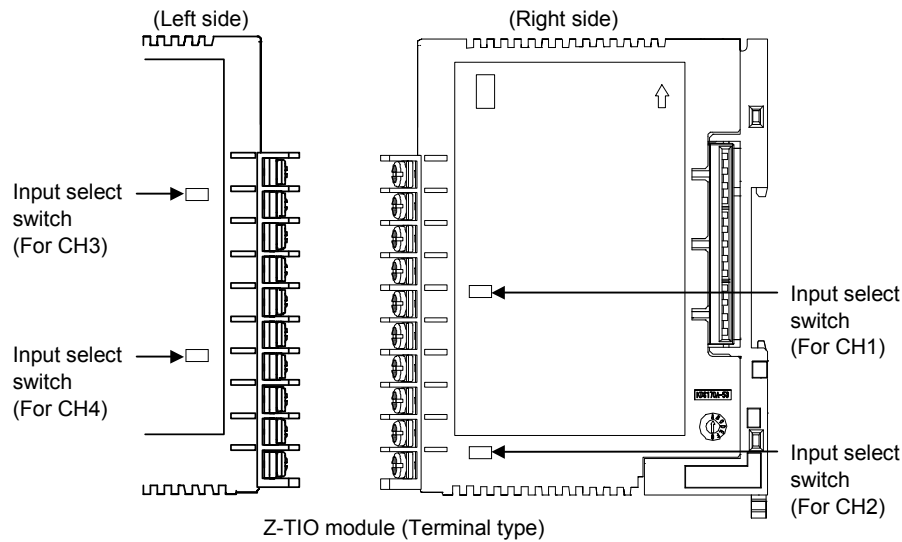 (Left side)
(Right side)
Input select
switch
(For CH3)
Input select
switch
(For CH4)
Input select
switch
(For CH1)
Input select
switch
(For CH2)
Z-TIO module (Terminal type)